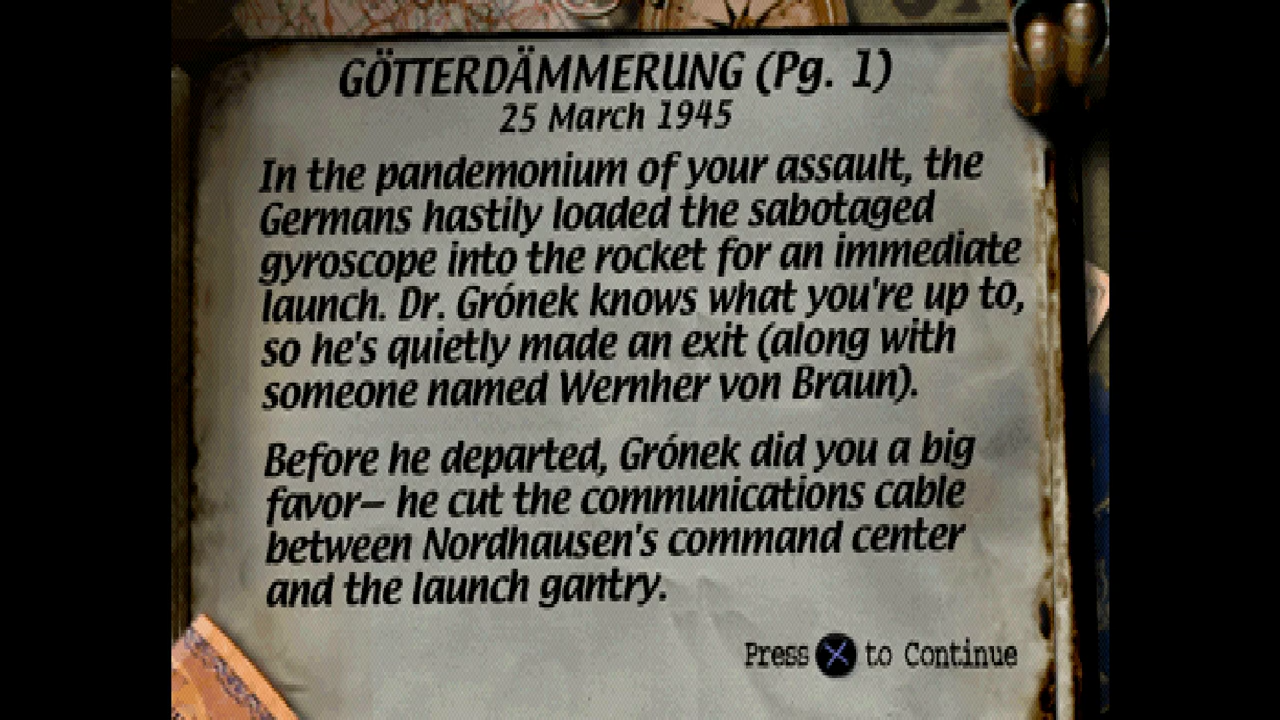 GÖTTERDÄMMERUNG (Pg. 1)
25 March 1945
In the pandemonium of your assault, the
Germans hastily loaded the sabotaged
gyroscope into the rocket for an immediate
launch. Dr. Grónek knows what you're up to,
so he's quietly made an exit (along with
someone named Wernher von Braun).
Before he departed, Grónek did you a big
favor– he cut the communications cable
between Nordhausen's command center
and the launch gantry.
Press X to Continue